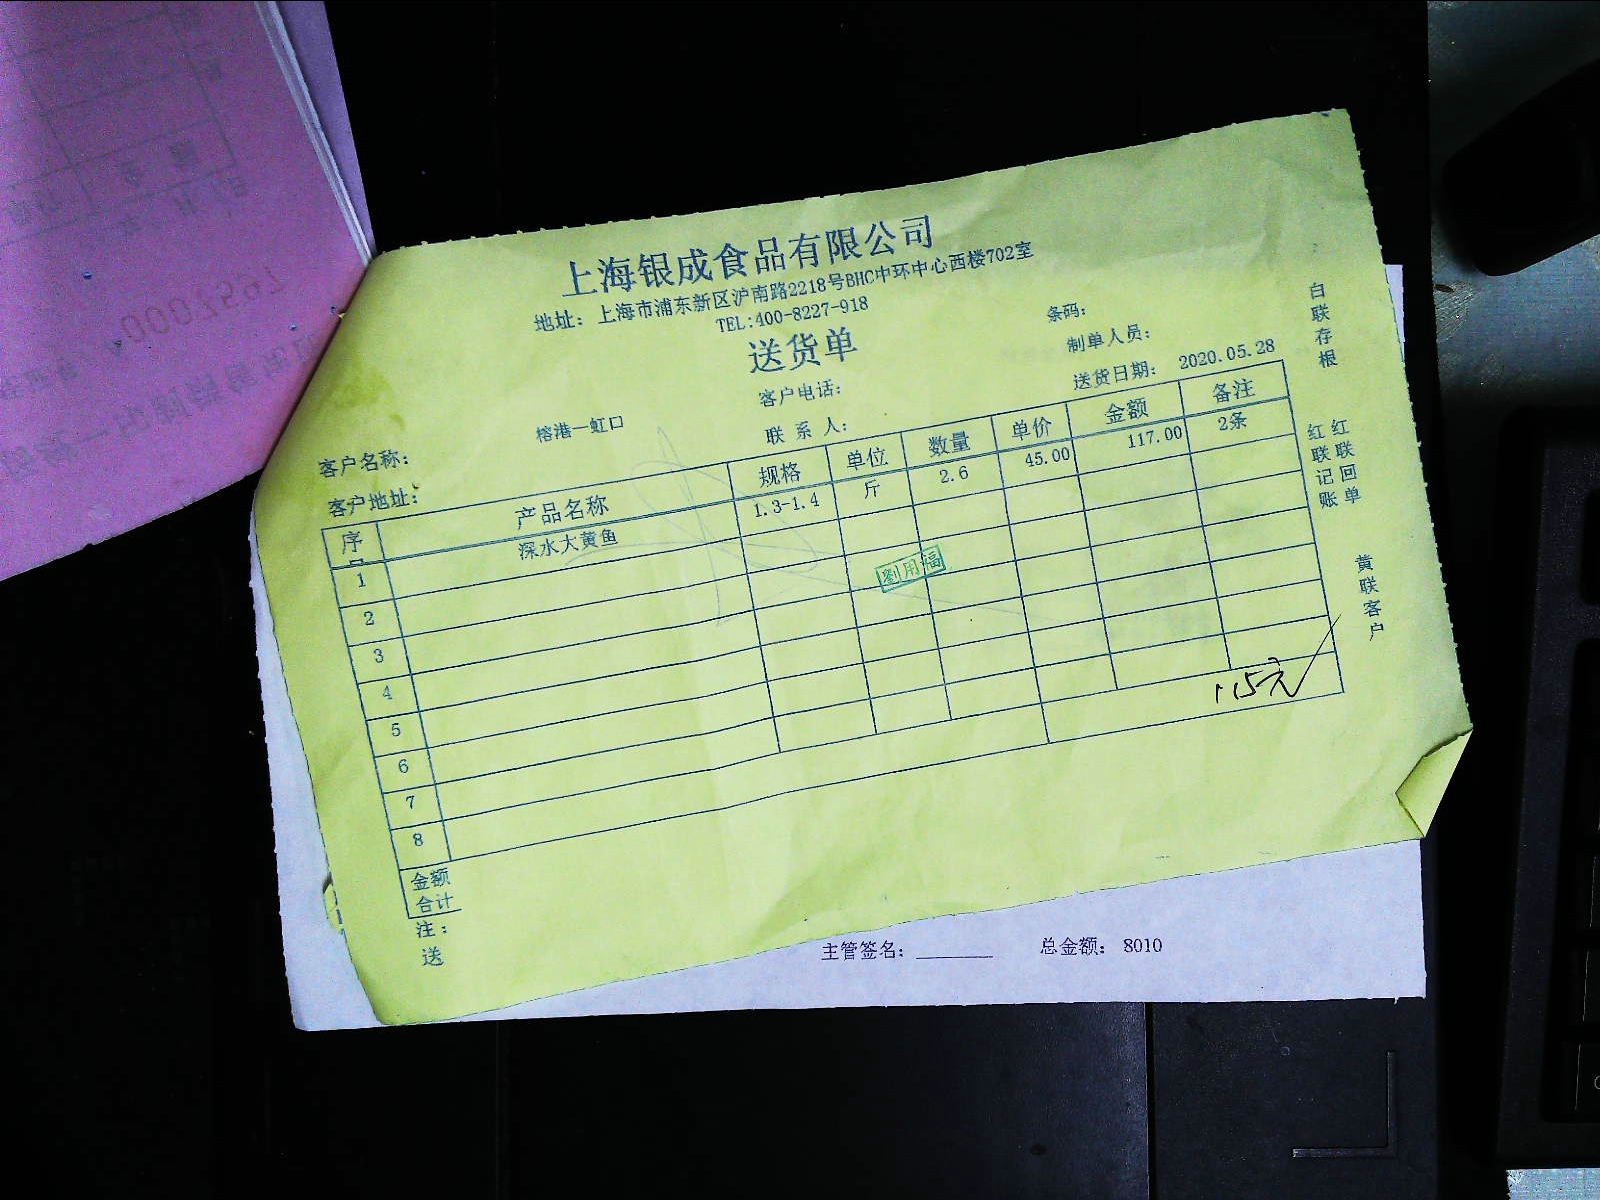 上海银成食品有限公司
地址：上海市浦东新区沪南路2218号BHC中环中心西楼702室
TEL:400-8227-918
送货单
条码：
制单人员：
客户电话：
送货日期： 2020.05.28
客户名称： 榕港一虹口
联 系 人：
客户地址：
序 产品名称 规格 单位 数量 单价 金额 备注
1 深水大黄鱼 1.3-1.4 斤 2.6 45.00 117.00 2条
2
3
4
5
6
7
8
金额
合计
115元
注：
送
劉用福
白联存根
红联记账
红联回单
黄联客户
主管签名：________ 总金额： 8010